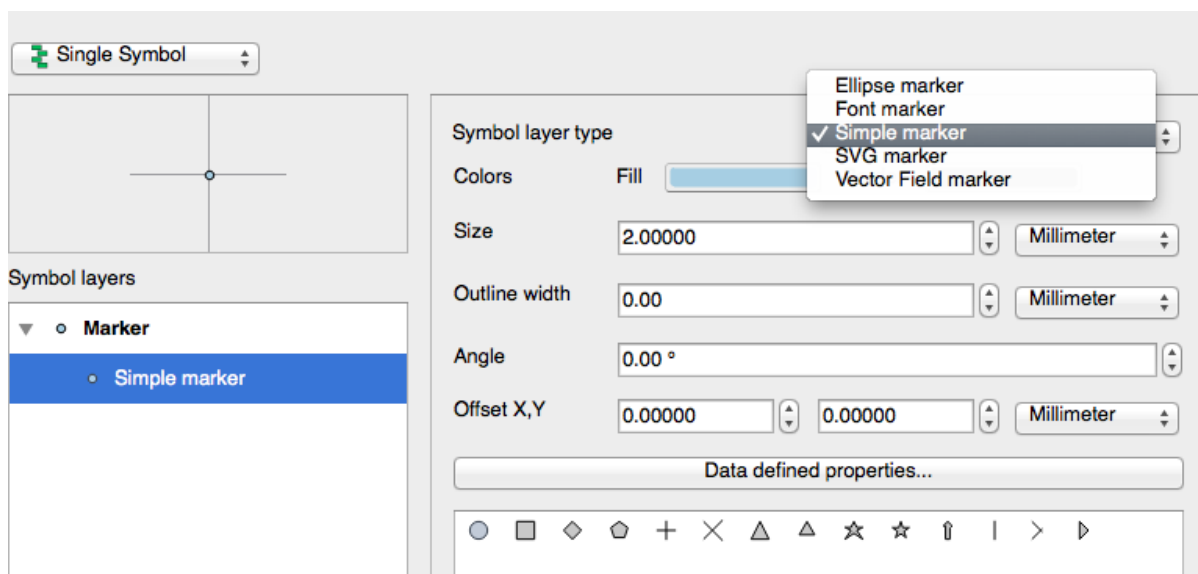 Single Symbol
Symbol layers
Marker
Simple marker
Symbol layer type
Ellipse marker
Font marker
✓ Simple marker
SVG marker
Vector Field marker
Colors Fill
Size 2.00000 Millimeter
Outline width 0.00 Millimeter
Angle 0.00 °
Offset X,Y 0.00000 0.00000 Millimeter
Data defined properties...